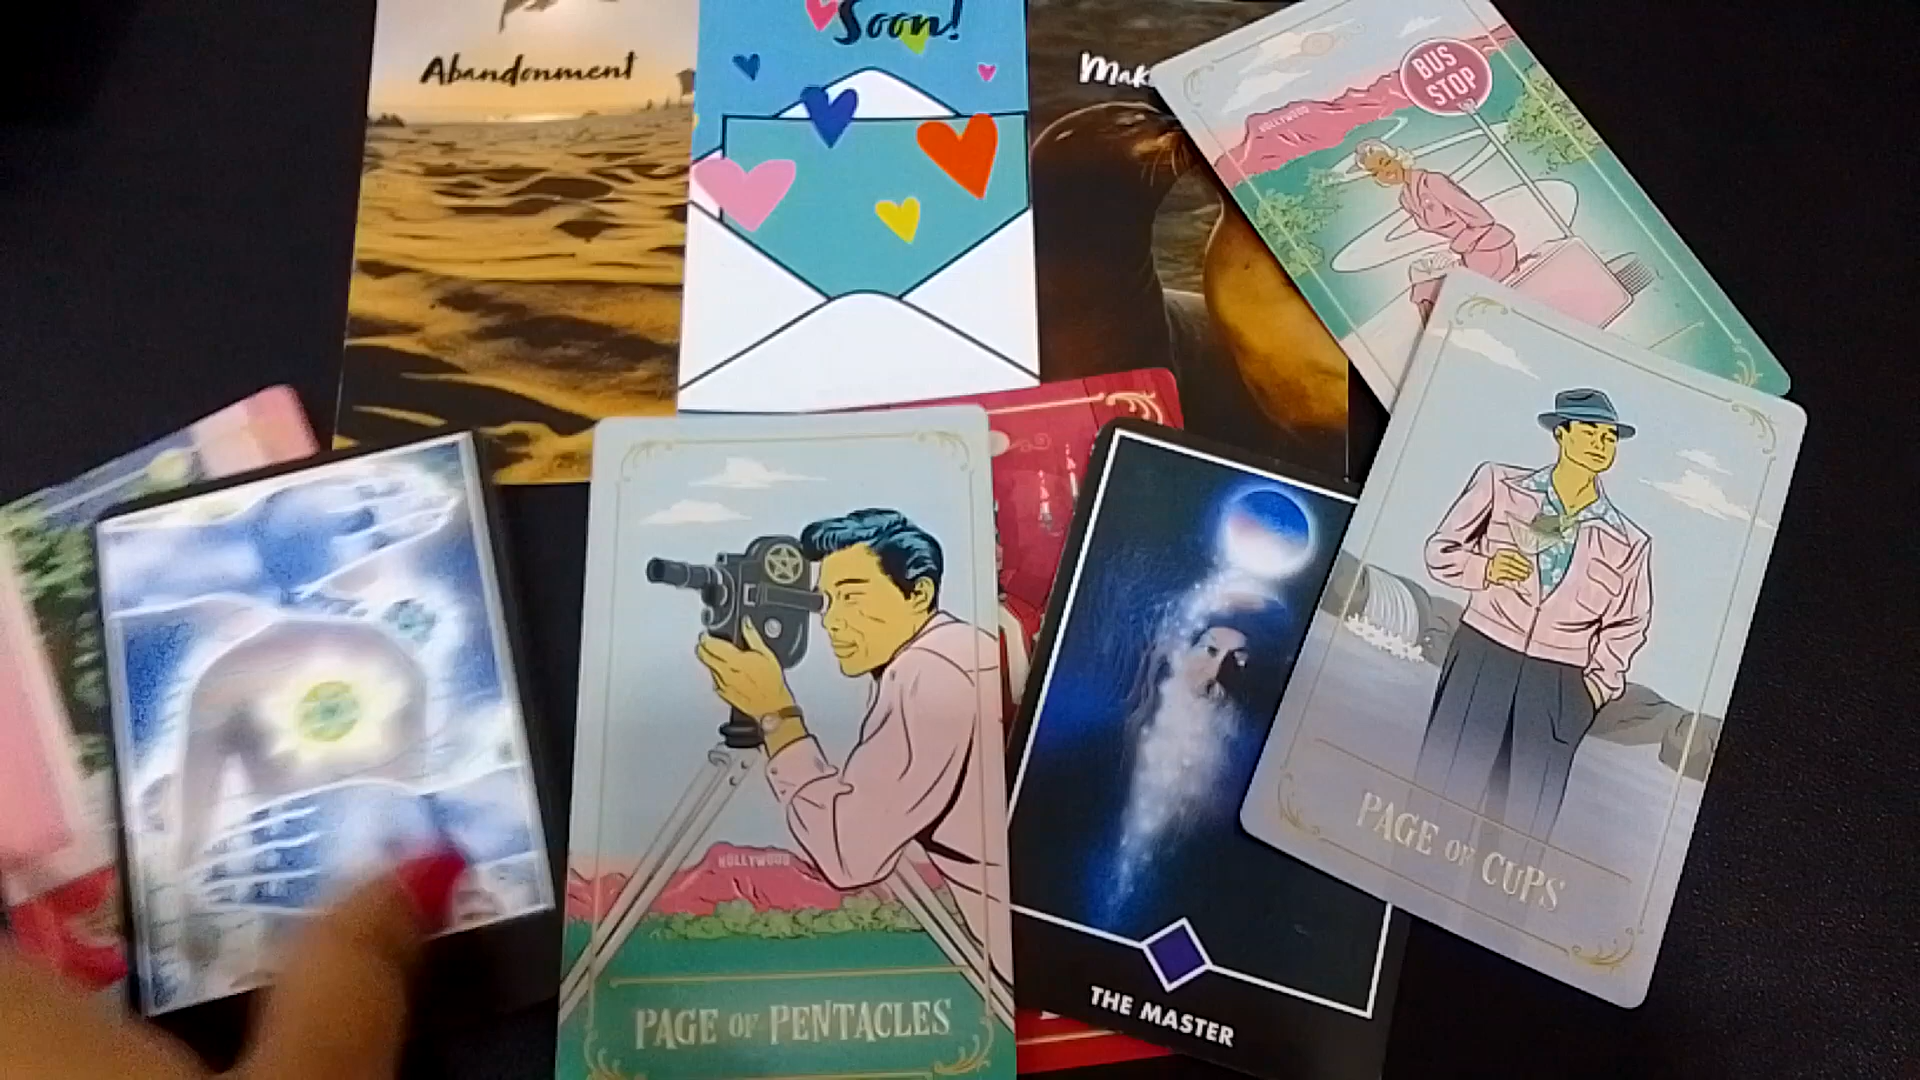 Soon!
Abandonment
BUS
STOP
HOLLYWOOD
HOLLYWOOD
PAGE OF CUPS
PAGE OF PENTACLES
THE MASTER